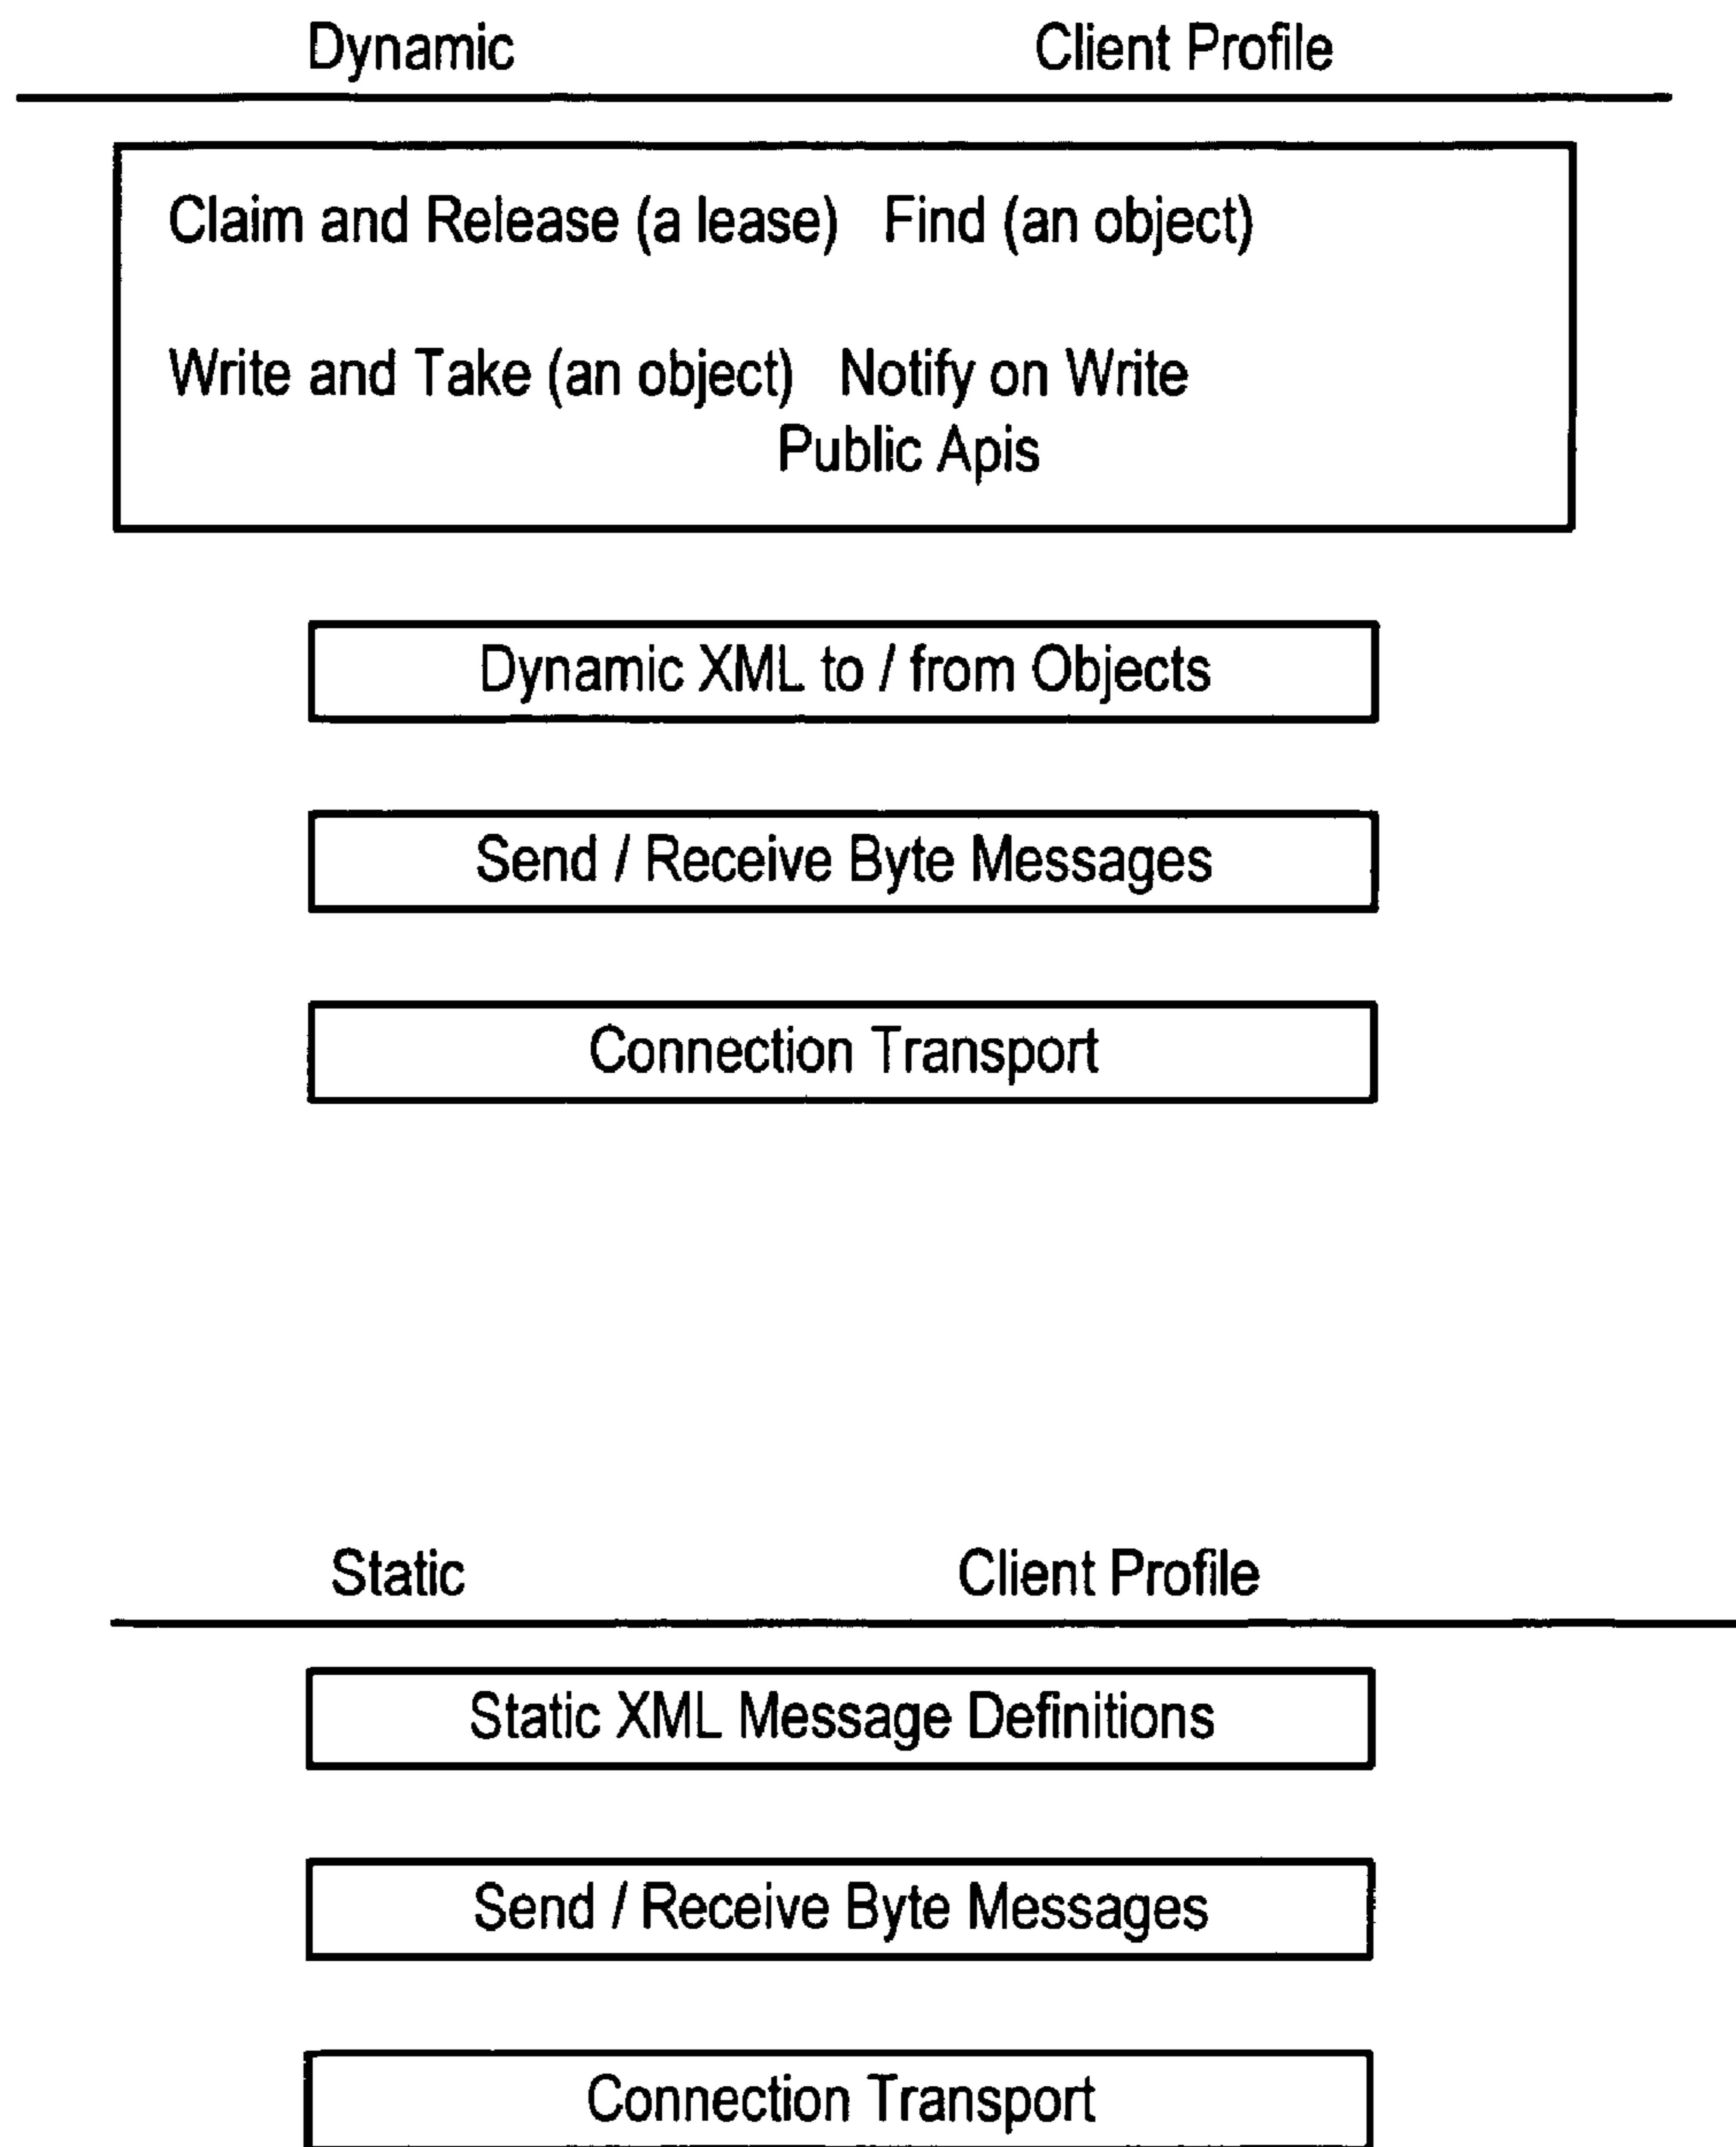 Dynamic Client Profile
Claim and Release (a lease) Find (an object)
Write and Take (an object) Notify on Write
Public Apis
Dynamic XML to / from Objects
Send / Receive Byte Messages
Connection Transport
Static Client Profile
Static XML Message Definitions
Send / Receive Byte Messages
Connection Transport